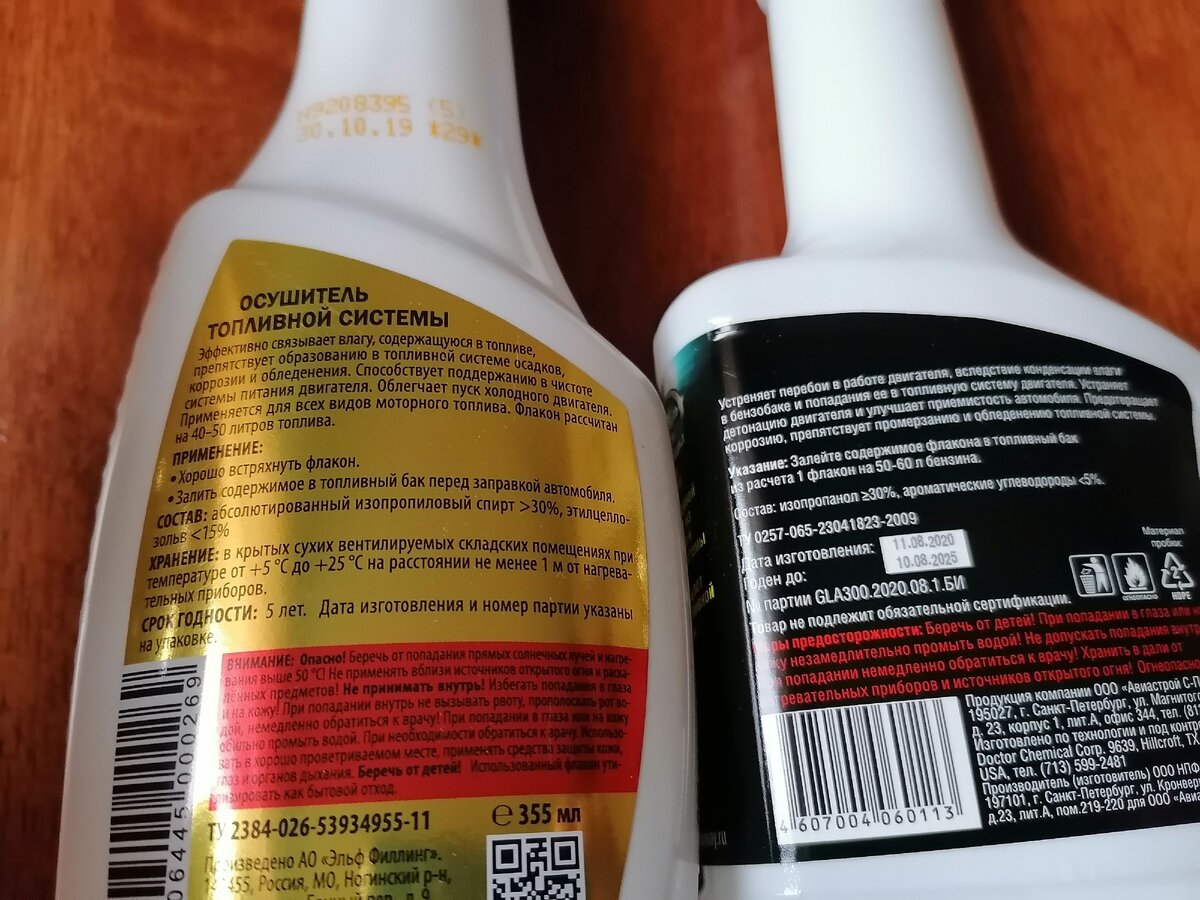 №9208395 (5)
30.10.19 *29*
ОСУШИТЕЛЬ
ТОПЛИВНОЙ СИСТЕМЫ
Эффективно связывает влагу, содержащуюся в топливе,
препятствует образованию в топливной системе осадков,
коррозии и обледенения. Способствует поддержанию в чистоте
системы питания двигателя. Облегчает пуск холодного двигателя.
Применяется для всех видов моторного топлива. Флакон рассчитан
на 40–50 литров топлива.
ПРИМЕНЕНИЕ:
• Хорошо встряхнуть флакон.
• Залить содержимое в топливный бак перед заправкой автомобиля.
СОСТАВ: абсолютированный изопропиловый спирт >30%, этилцелло-
зольв <15%
ХРАНЕНИЕ: в крытых сухих вентилируемых складских помещениях при
температуре от +5 °С до +25 °С на расстоянии не менее 1 м от нагрева-
тельных приборов.
СРОК ГОДНОСТИ: 5 лет. Дата изготовления и номер партии указаны
на упаковке.
ВНИМАНИЕ: Опасно! Беречь от попадания прямых солнечных лучей и нагре-
вания выше 50 °С! Не применять вблизи источников открытого огня и раска-
лённых предметов! Не принимать внутрь! Избегать попадания в глаза
и на кожу! При попадании внутрь не вызывать рвоту, прополоскать рот во-
дой, немедленно обратиться к врачу! При попадании в глаза или на кожу
обильно промыть водой. При необходимости обратиться к врачу. Использо-
вать в хорошо проветриваемом месте, применять средства защиты кожи,
глаз и органов дыхания. Беречь от детей! Использованный флакон ути-
лизировать как бытовой отход.
ТУ 2384-026-53934955-11
℮ 355 мл
Произведено АО «Эльф Филлинг».
Россия, МО, Ногинский р-н,
064450002691
Устраняет перебои в работе двигателя, вследствие конденсации влаги
в бензобаке и попадания ее в топливную систему двигателя. Устраняет
детонацию двигателя и улучшает приемистость автомобиля. Предотвращает
коррозию, препятствует промерзанию и обледенению топливной системы.
Указание: Залейте содержимое флакона в топливный бак
из расчета 1 флакон на 50-60 л бензина.
Состав: изопропанол ≥30%, ароматические углеводороды <5%.
ТУ 0257-065-23041823-2009
Дата изготовления: 11.08.2020
Годен до: 10.08.2025
№ партии GLA300.2020.08.1.БИ
Товар не подлежит обязательной сертификации.
Материал
пробки:
ОГНЕОПАСНО
HDPE
Меры предосторожности: Беречь от детей! При попадании в глаза или на
кожу незамедлительно промыть водой! Не допускать попадания внутрь
при попадании немедленно обратиться к врачу! Хранить в дали от
нагревательных приборов и источников открытого огня! Огнеопасно
Продукция компании ООО «Авиастрой С-П
195027, г. Санкт-Петербург, ул. Магнито
д. 23, корпус 1, лит.А, офис 344, тел. (81
Изготовлено по технологии и под конт
Doctor Chemical Corp. 9639, Hillcroft, TX
USA, тел. (713) 599-2481
Производитель (изготовитель) ООО НПФ
197101, г. Санкт-Петербург, ул. Кронвер
д.23, лит.А, пом.219-220 для ООО «Авиа
4 607004 060113